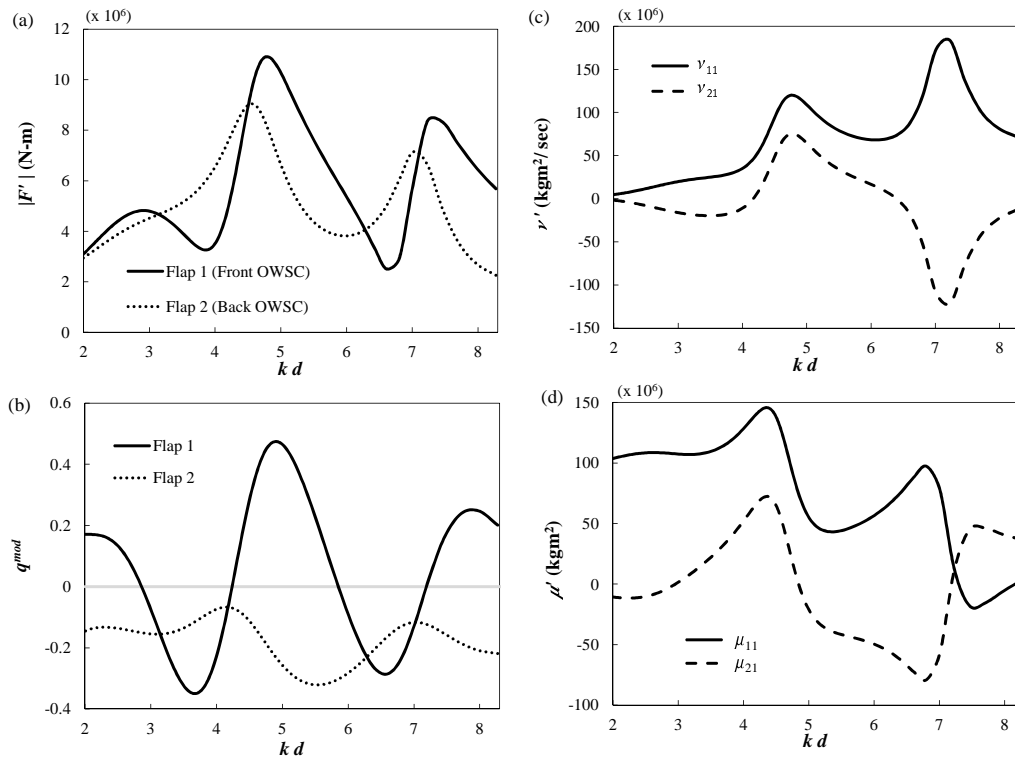 (a)
(x 10⁶)
|F' | (N-m)
12
10
8
6
4
2
0
Flap 1 (Front OWSC)
Flap 2 (Back OWSC)
2 3 4 5 6 7 8
k d
(b)
q^mod
0.6
0.4
0.2
0
-0.2
-0.4
Flap 1
Flap 2
2 3 4 5 6 7 8
k d
(c)
(x 10⁶)
ν ' (kgm²/ sec)
200
150
100
50
0
-50
-100
-150
ν₁₁
ν₂₁
2 3 4 5 6 7 8
k d
(d)
(x 10⁶)
μ' (kgm²)
150
100
50
0
-50
-100
μ₁₁
μ₂₁
2 3 4 5 6 7 8
k d